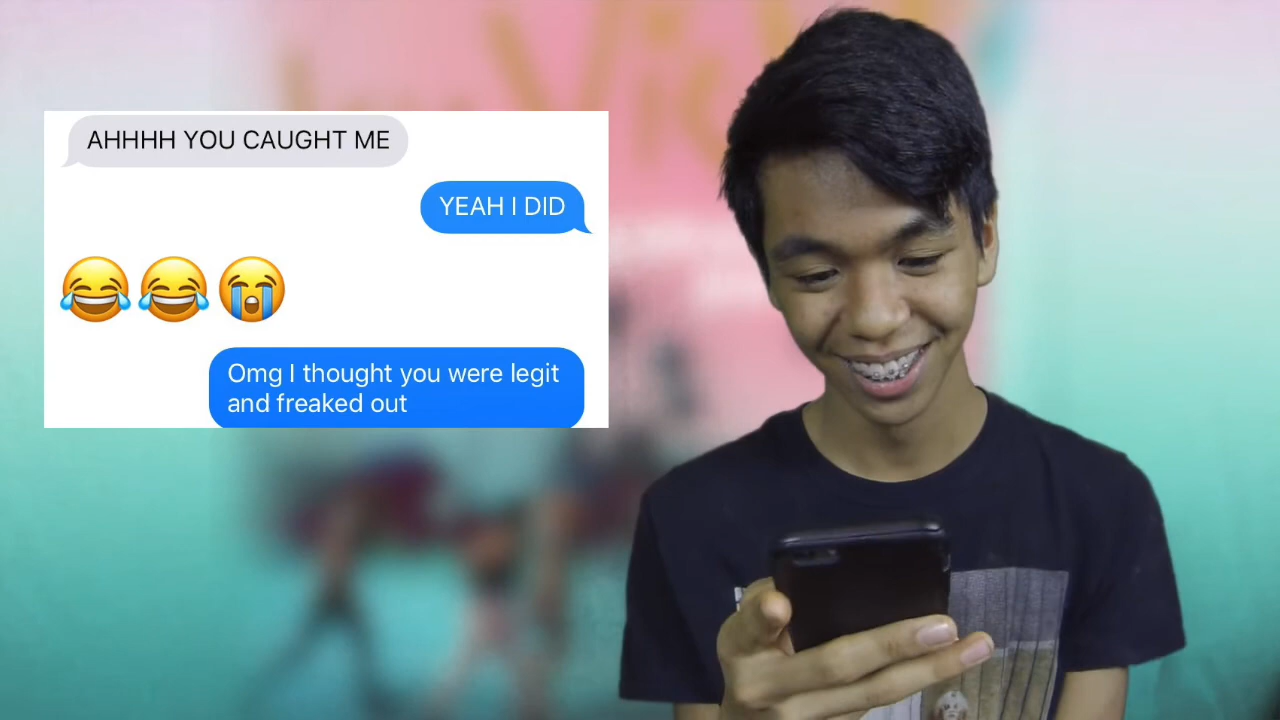 AHHHH YOU CAUGHT ME
YEAH I DID
😂😂😭
Omg I thought you were legit
and freaked out